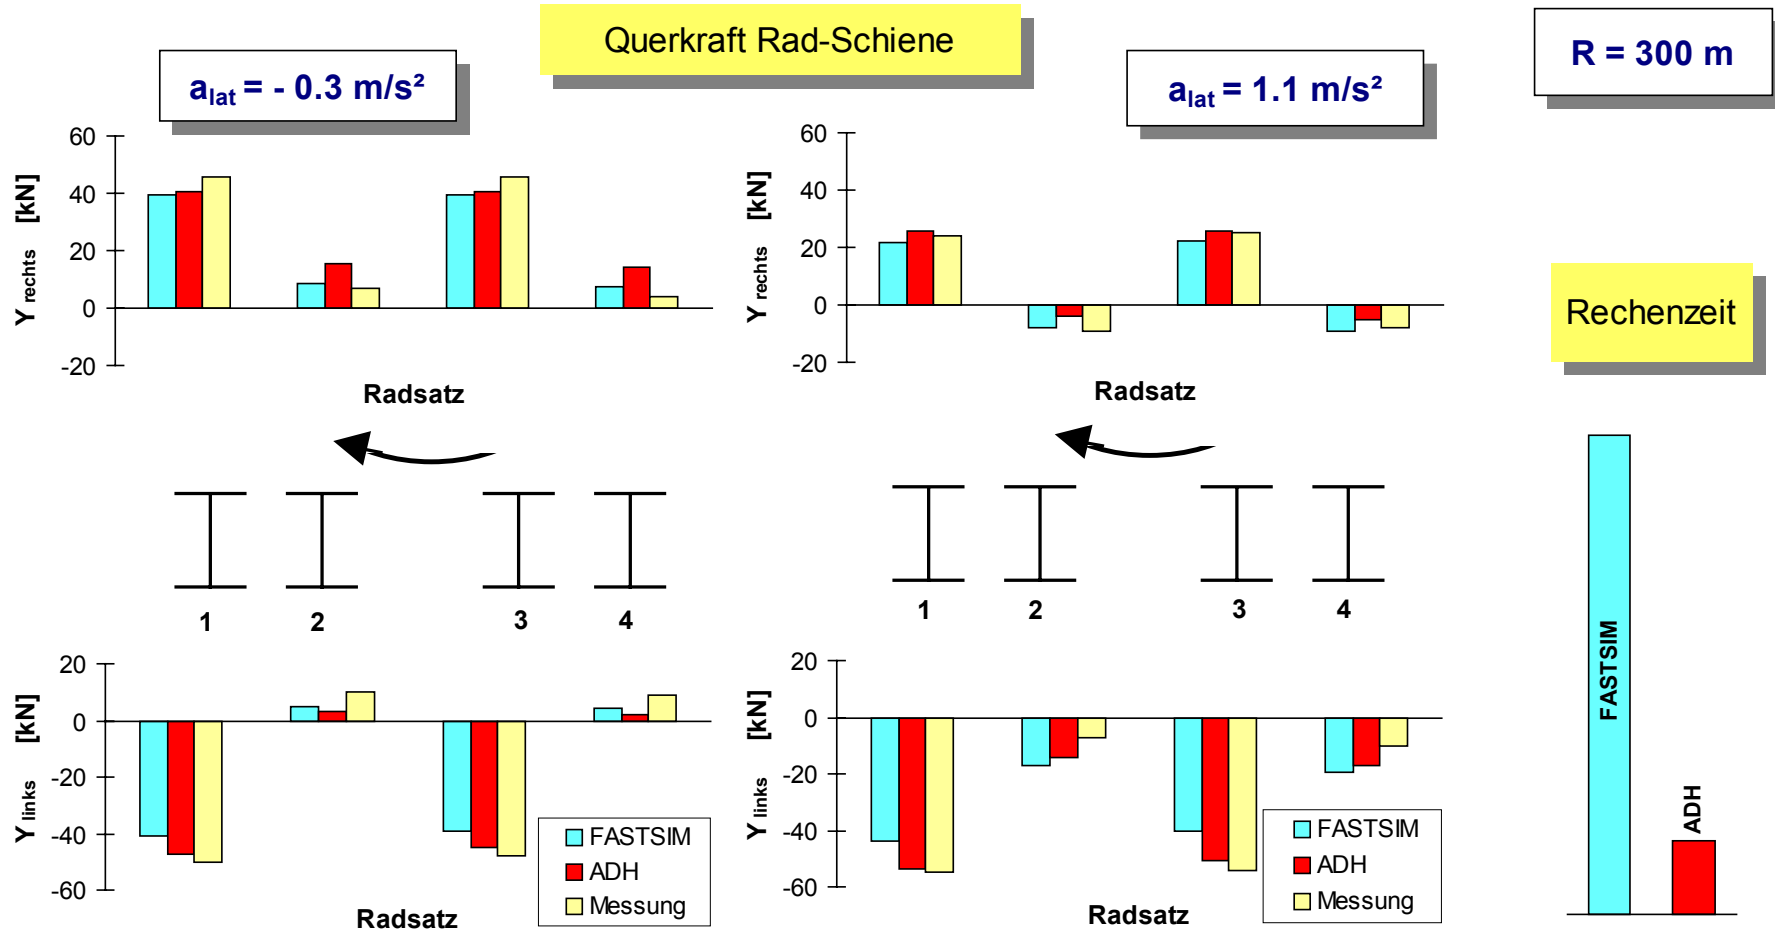 Querkraft Rad-Schiene
a_lat = - 0.3 m/s²
a_lat = 1.1 m/s²
R = 300 m
60
40
20
0
-20
Y rechts [kN]
Radsatz
60
40
20
0
-20
Y rechts [kN]
Radsatz
Rechenzeit
1 2 3 4
1 2 3 4
20
0
-20
-40
-60
Y links [kN]
Radsatz
FASTSIM
ADH
Messung
20
0
-20
-40
-60
Y links [kN]
Radsatz
FASTSIM
ADH
Messung
FASTSIM
ADH